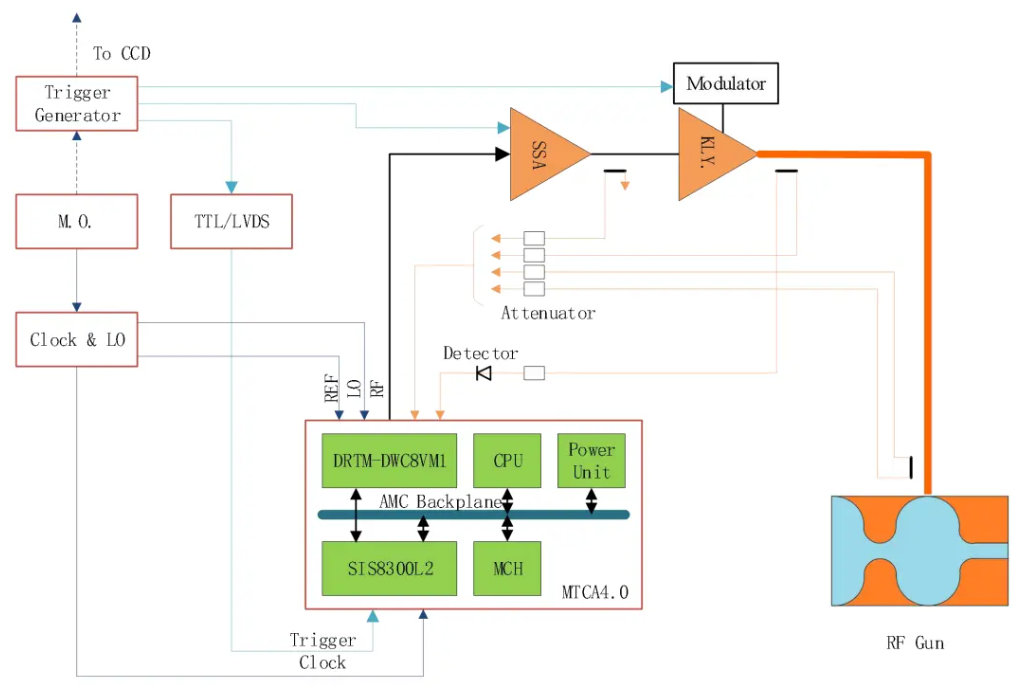 To CCD
Trigger
Generator
Modulator
SSA
KLY.
M.O.
TTL/LVDS
Attenuator
Clock & LO
Detector
REF
LO
RF
DRTM-DWC8VM1
CPU
Power
Unit
AMC Backplane
SIS8300L2
MCH
MTCA4.0
Trigger
Clock
RF Gun